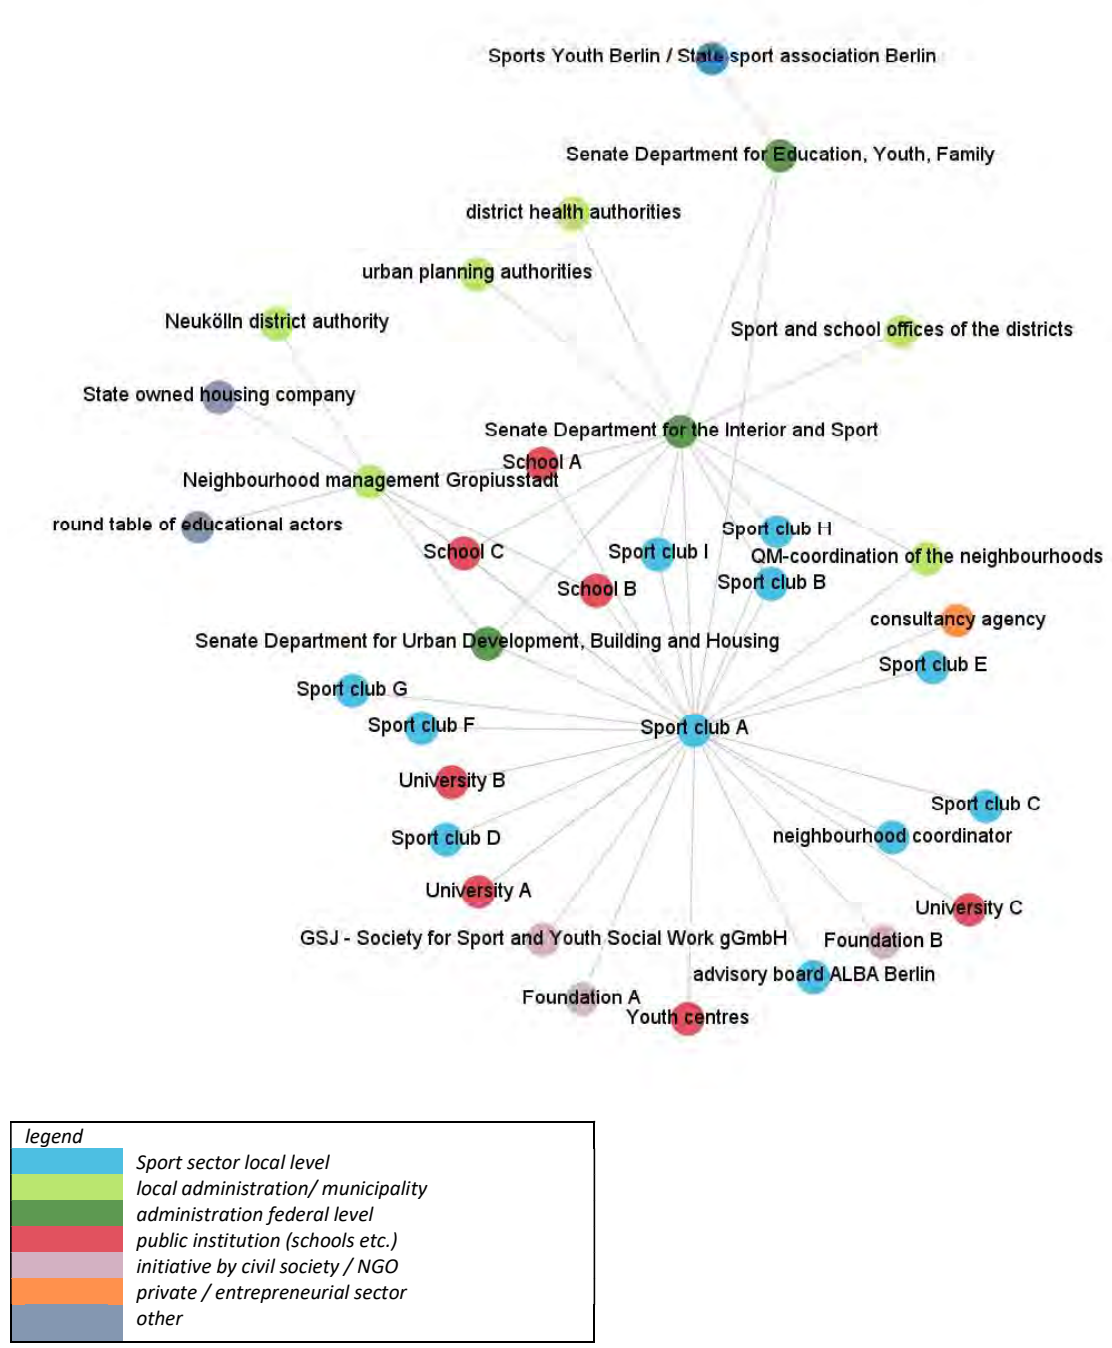 Sports Youth Berlin / State sport association Berlin
Senate Department for Education, Youth, Family
district health authorities
urban planning authorities
Neukölln district authority
Sport and school offices of the districts
State owned housing company
Senate Department for the Interior and Sport
School A
Neighbourhood management Gropiusstadt
round table of educational actors
Sport club H
School C
Sport club I
QM-coordination of the neighbourhoods
Sport club B
School B
consultancy agency
Senate Department for Urban Development, Building and Housing
Sport club E
Sport club G
Sport club F
Sport club A
University B
Sport club C
Sport club D
neighbourhood coordinator
University A
University C
GSJ - Society for Sport and Youth Social Work gGmbH
Foundation B
advisory board ALBA Berlin
Foundation A
Youth centres
legend
Sport sector local level
local administration/ municipality
administration federal level
public institution (schools etc.)
initiative by civil society / NGO
private / entrepreneurial sector
other